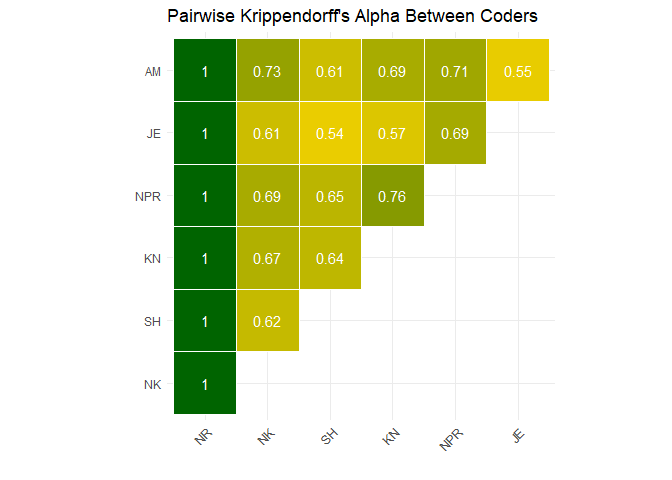 Pairwise Krippendorff's Alpha Between Coders
AM 1 0.73 0.61 0.69 0.71 0.55
JE 1 0.61 0.54 0.57 0.69
NPR 1 0.69 0.65 0.76
KN 1 0.67 0.64
SH 1 0.62
NK 1
NR NK SH KN NPR JE